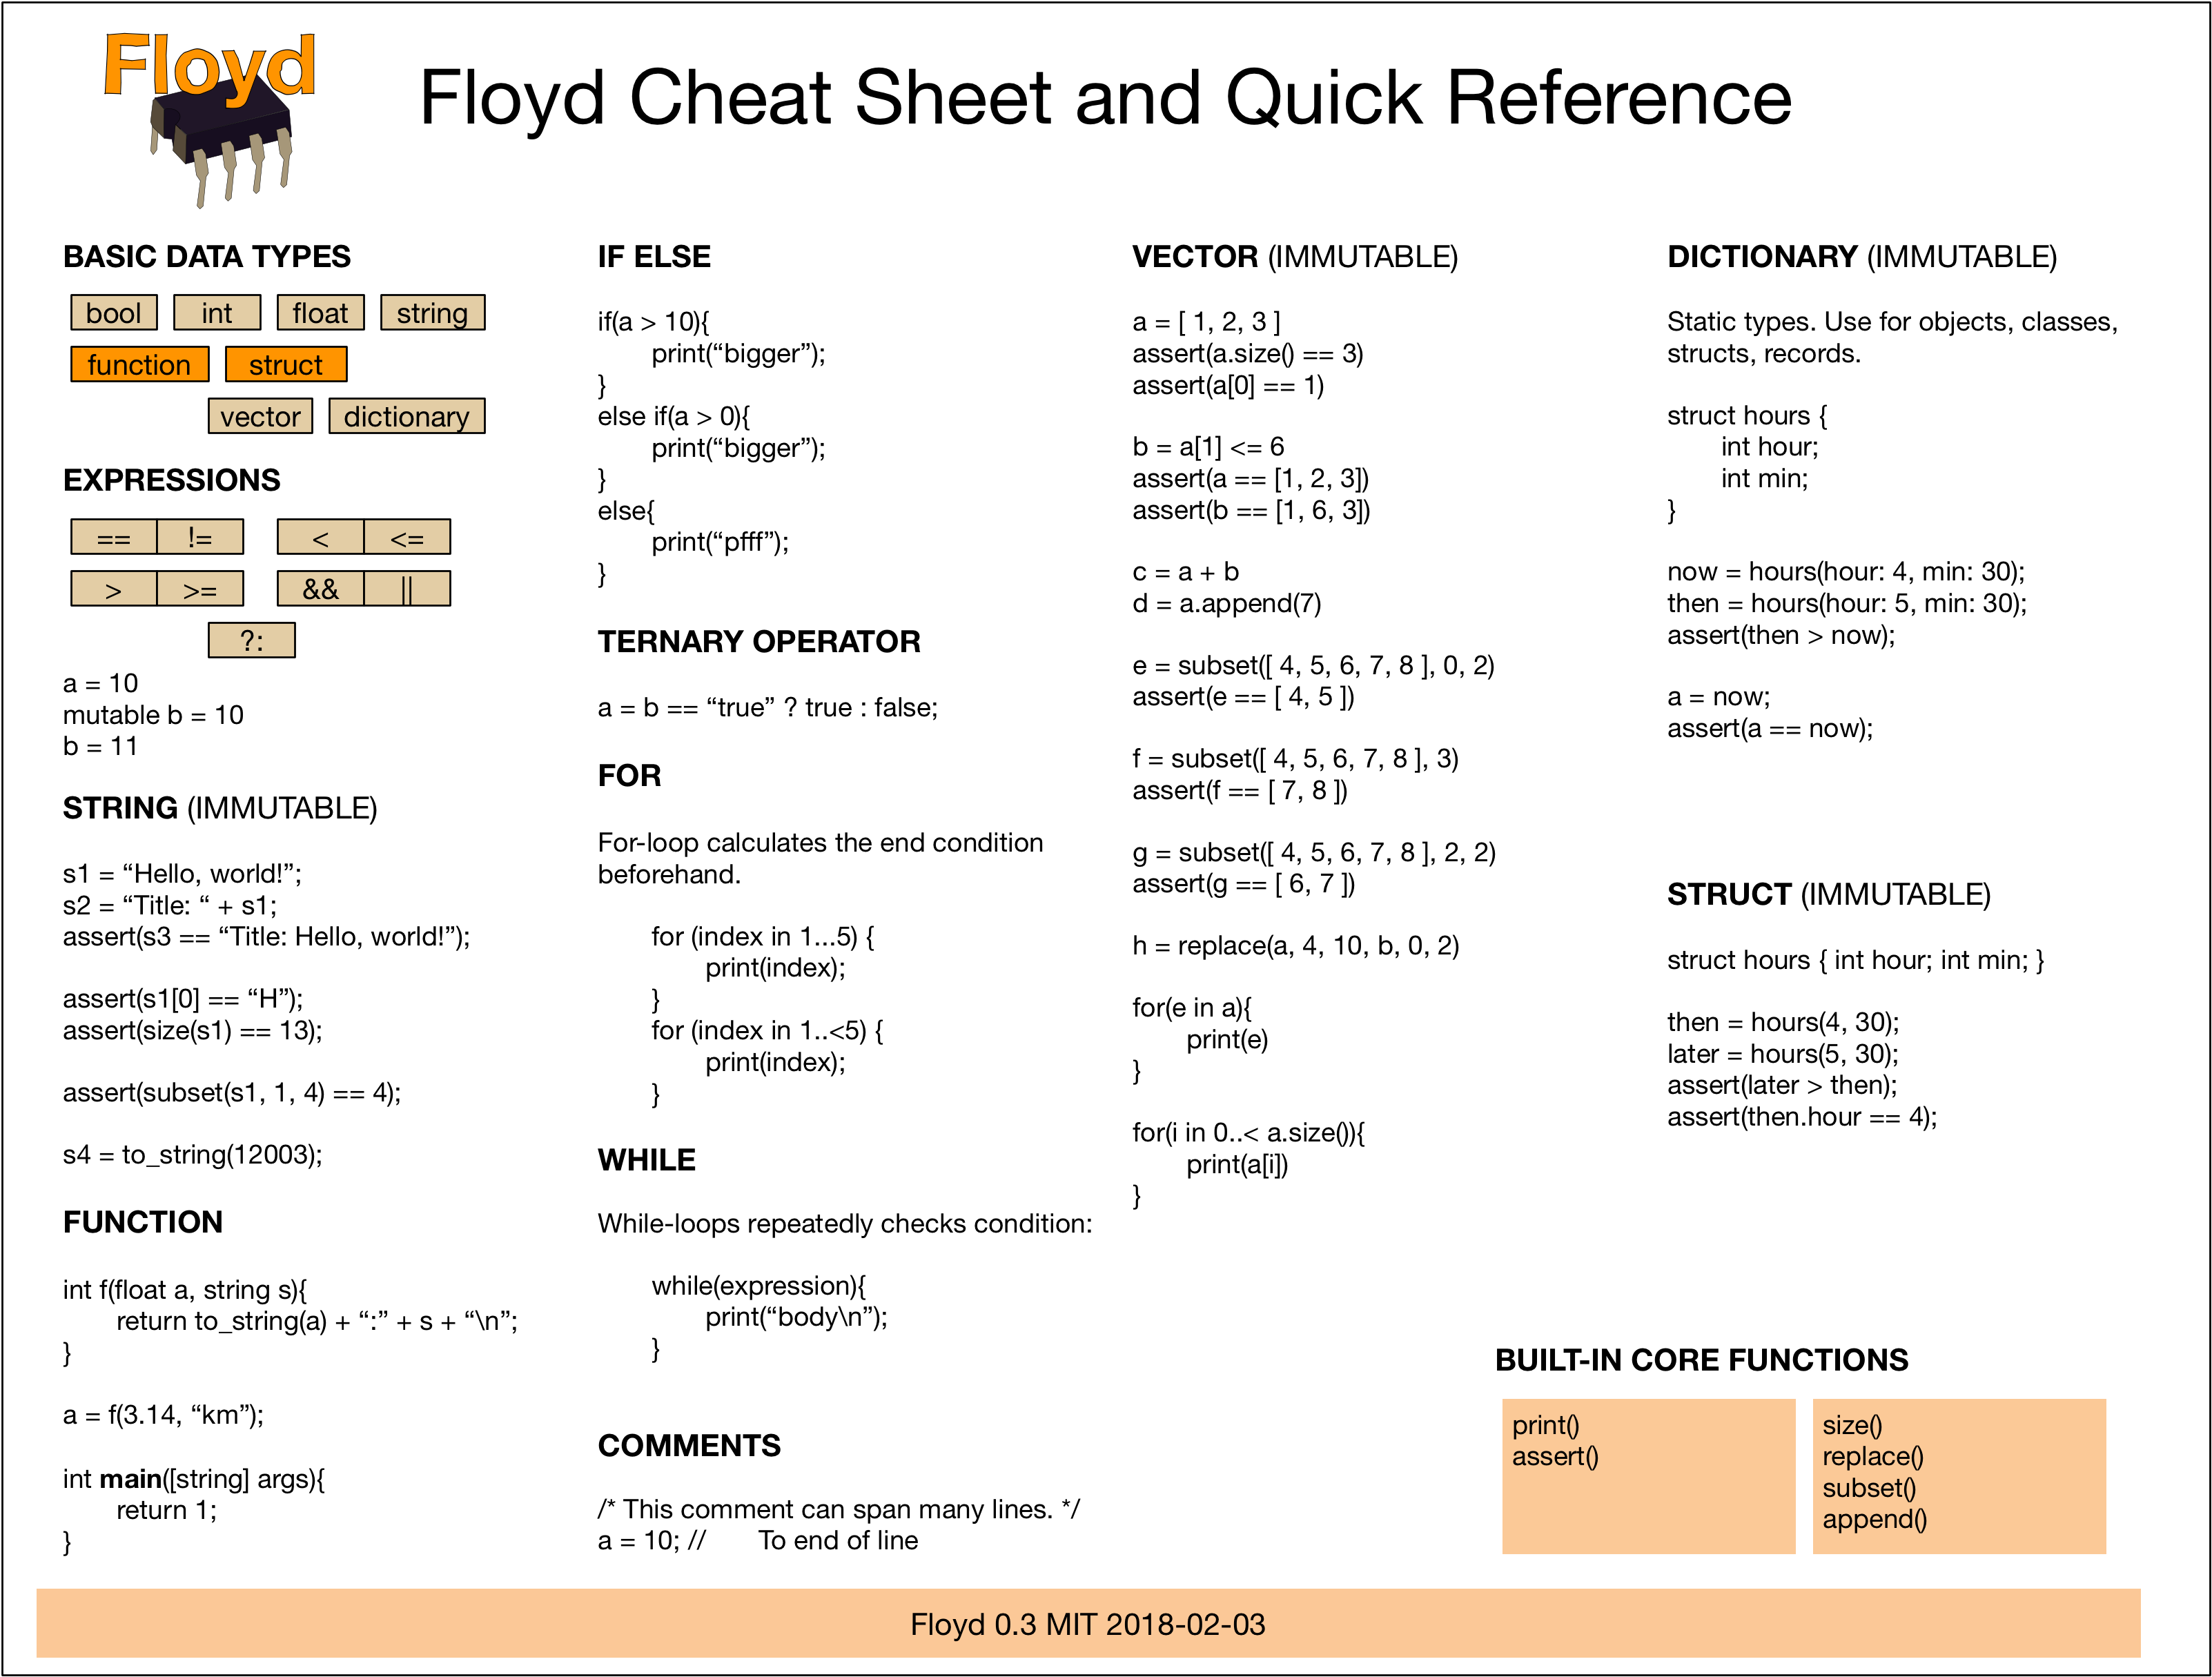 Floyd
Floyd Cheat Sheet and Quick Reference
BASIC DATA TYPES
bool int float string
function struct
vector dictionary
EXPRESSIONS
== != < <=
> >= && ||
?:
a = 10
mutable b = 10
b = 11
STRING (IMMUTABLE)
s1 = “Hello, world!”;
s2 = “Title: “ + s1;
assert(s3 == “Title: Hello, world!”);
assert(s1[0] == “H”);
assert(size(s1) == 13);
assert(subset(s1, 1, 4) == 4);
s4 = to_string(12003);
FUNCTION
int f(float a, string s){
return to_string(a) + “:” + s + “\n”;
}
a = f(3.14, “km”);
int main([string] args){
return 1;
}
IF ELSE
if(a > 10){
print(“bigger”);
}
else if(a > 0){
print(“bigger”);
}
else{
print(“pfff”);
}
TERNARY OPERATOR
a = b == “true” ? true : false;
FOR
For-loop calculates the end condition
beforehand.
for (index in 1...5) {
print(index);
}
for (index in 1..<5) {
print(index);
}
WHILE
While-loops repeatedly checks condition:
while(expression){
print(“body\n”);
}
COMMENTS
/* This comment can span many lines. */
a = 10; // To end of line
VECTOR (IMMUTABLE)
a = [ 1, 2, 3 ]
assert(a.size() == 3)
assert(a[0] == 1)
b = a[1] <= 6
assert(a == [1, 2, 3])
assert(b == [1, 6, 3])
c = a + b
d = a.append(7)
e = subset([ 4, 5, 6, 7, 8 ], 0, 2)
assert(e == [ 4, 5 ])
f = subset([ 4, 5, 6, 7, 8 ], 3)
assert(f == [ 7, 8 ])
g = subset([ 4, 5, 6, 7, 8 ], 2, 2)
assert(g == [ 6, 7 ])
h = replace(a, 4, 10, b, 0, 2)
for(e in a){
print(e)
}
for(i in 0..< a.size()){
print(a[i])
}
DICTIONARY (IMMUTABLE)
Static types. Use for objects, classes,
structs, records.
struct hours {
int hour;
int min;
}
now = hours(hour: 4, min: 30);
then = hours(hour: 5, min: 30);
assert(then > now);
a = now;
assert(a == now);
STRUCT (IMMUTABLE)
struct hours { int hour; int min; }
then = hours(4, 30);
later = hours(5, 30);
assert(later > then);
assert(then.hour == 4);
BUILT-IN CORE FUNCTIONS
print()
assert()
size()
replace()
subset()
append()
Floyd 0.3 MIT 2018-02-03